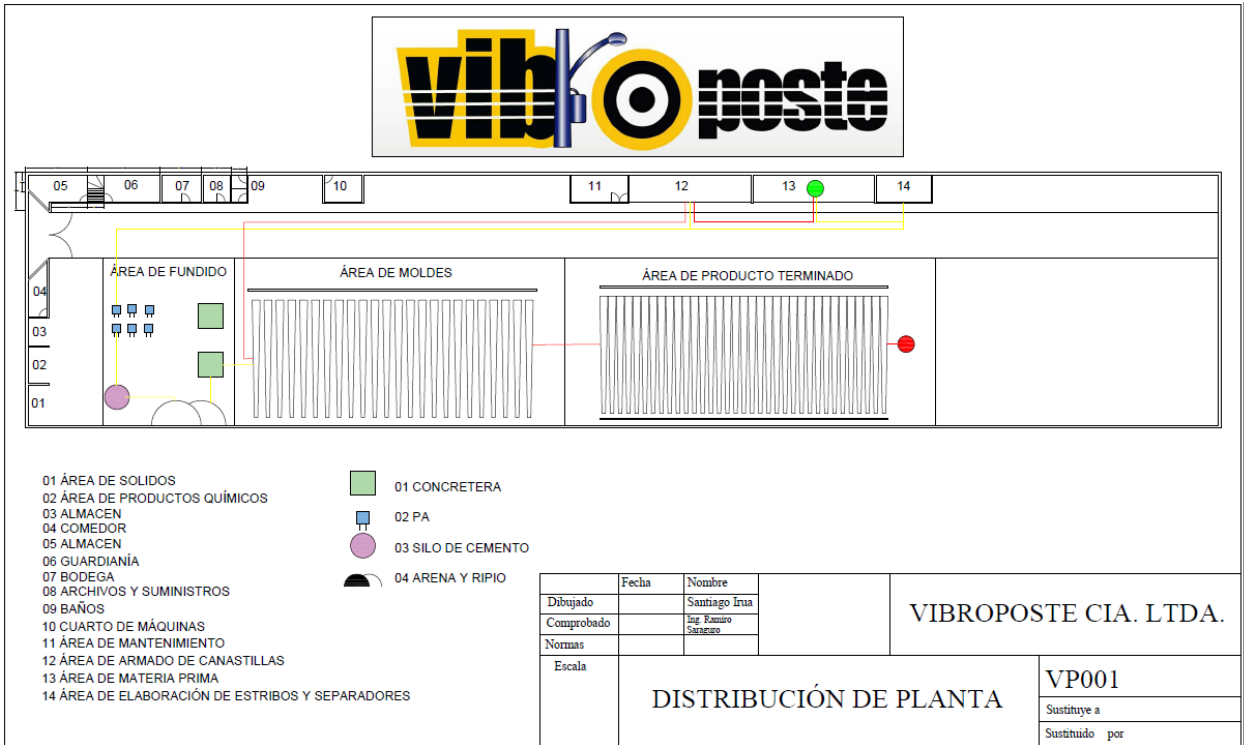 vibroposte
05 06 07 08 09 10 11 12 13 14
ÁREA DE FUNDIDO
ÁREA DE MOLDES
ÁREA DE PRODUCTO TERMINADO
04
03
02
01
01 ÁREA DE SOLIDOS
02 ÁREA DE PRODUCTOS QUÍMICOS
03 ALMACEN
04 COMEDOR
05 ALMACEN
06 GUARDIANÍA
07 BODEGA
08 ARCHIVOS Y SUMINISTROS
09 BAÑOS
10 CUARTO DE MÁQUINAS
11 ÁREA DE MANTENIMIENTO
12 ÁREA DE ARMADO DE CANASTILLAS
13 ÁREA DE MATERIA PRIMA
14 ÁREA DE ELABORACIÓN DE ESTRIBOS Y SEPARADORES
01 CONCRETERA
02 PA
03 SILO DE CEMENTO
04 ARENA Y RIPIO
Fecha Nombre
Dibujado Santiago Irua
Comprobado Ing. Ramiro
Saraguro
Normas
Escala
VIBROPOSTE CIA. LTDA.
DISTRIBUCIÓN DE PLANTA
VP001
Sustituye a
Sustituido por